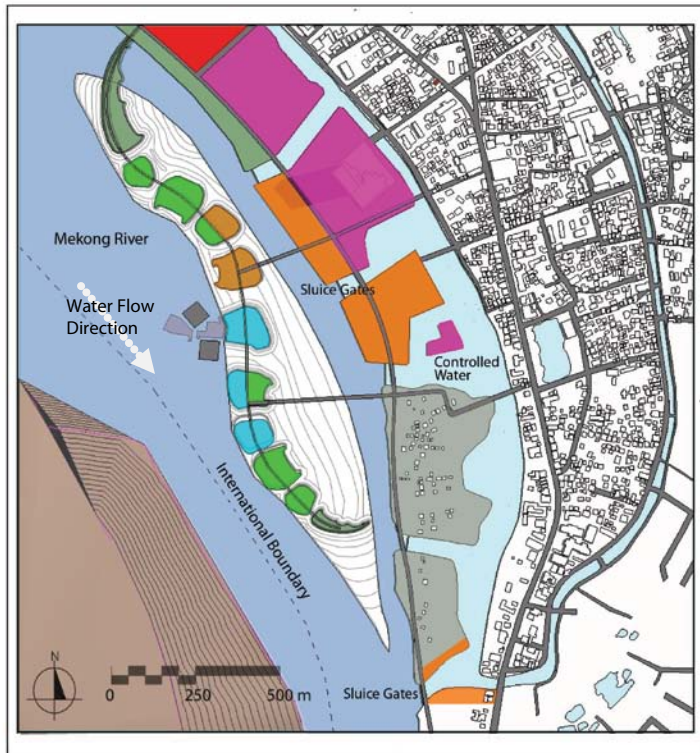 Mekong River
Sluice Gates
Water Flow
Direction
Controlled
Water
International Boundary
N
0 250 500 m
Sluice Gates